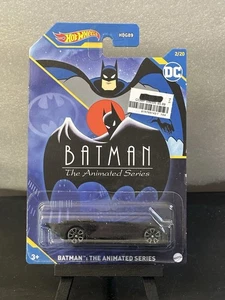 Hot Wheels
HDG89
DC
2/20
BATMAN
The Animated Series
3+
BATMAN: THE ANIMATED SERIES